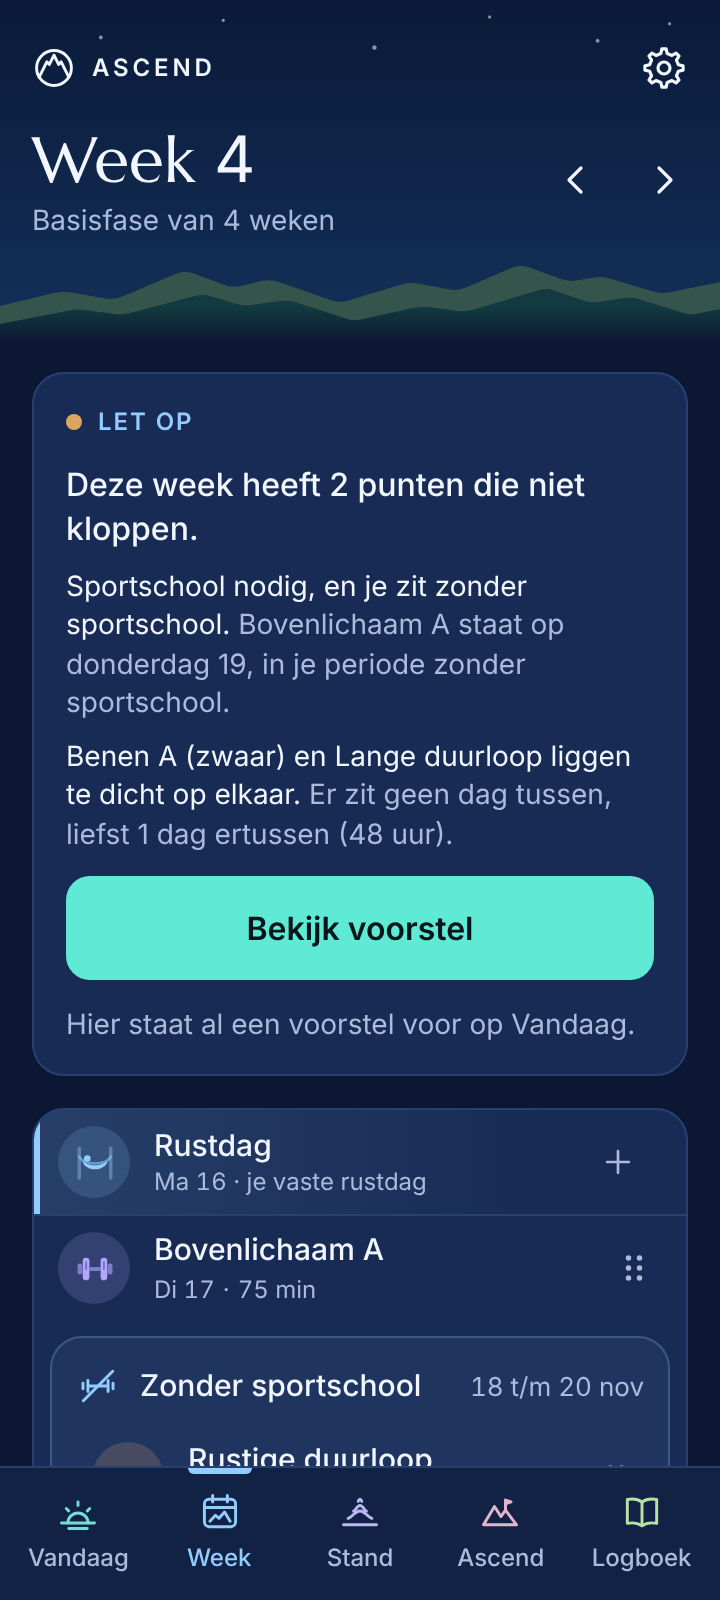 ASCEND
Week 4
Basisfase van 4 weken
LET OP
Deze week heeft 2 punten die niet
kloppen.
Sportschool nodig, en je zit zonder
sportschool. Bovenlichaam A staat op
donderdag 19, in je periode zonder
sportschool.
Benen A (zwaar) en Lange duurloop liggen
te dicht op elkaar. Er zit geen dag tussen,
liefst 1 dag ertussen (48 uur).
Bekijk voorstel
Hier staat al een voorstel voor op Vandaag.
Rustdag
Ma 16 · je vaste rustdag
Bovenlichaam A
Di 17 · 75 min
Zonder sportschool 18 t/m 20 nov
Rustige duurloop
Vandaag Week Stand Ascend Logboek